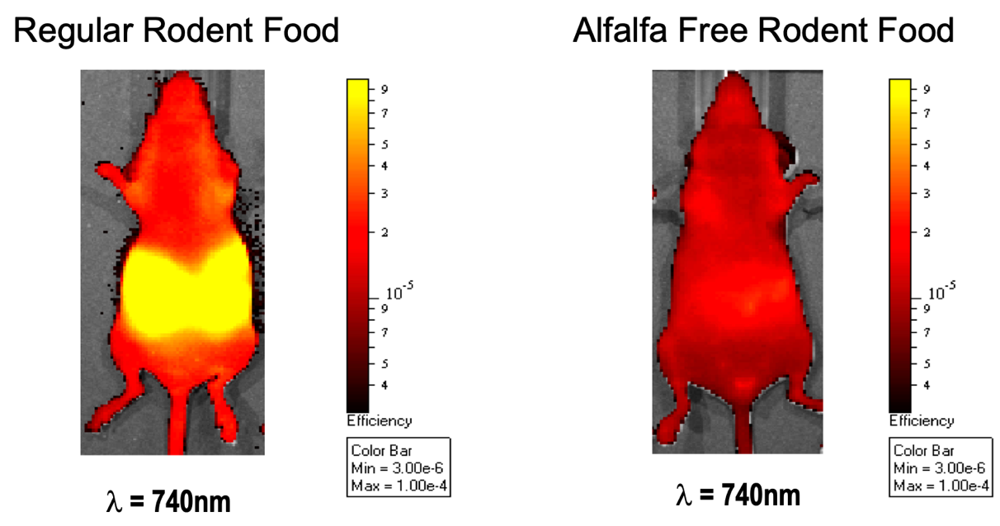 Regular Rodent Food
Alfalfa Free Rodent Food
9
7
5
4
3
2
10⁻⁵
9
7
5
4
Efficiency
Color Bar
Min = 3.00e-6
Max = 1.00e-4
λ = 740nm
9
7
5
4
3
2
10⁻⁵
9
7
5
4
Efficiency
Color Bar
Min = 3.00e-6
Max = 1.00e-4
λ = 740nm